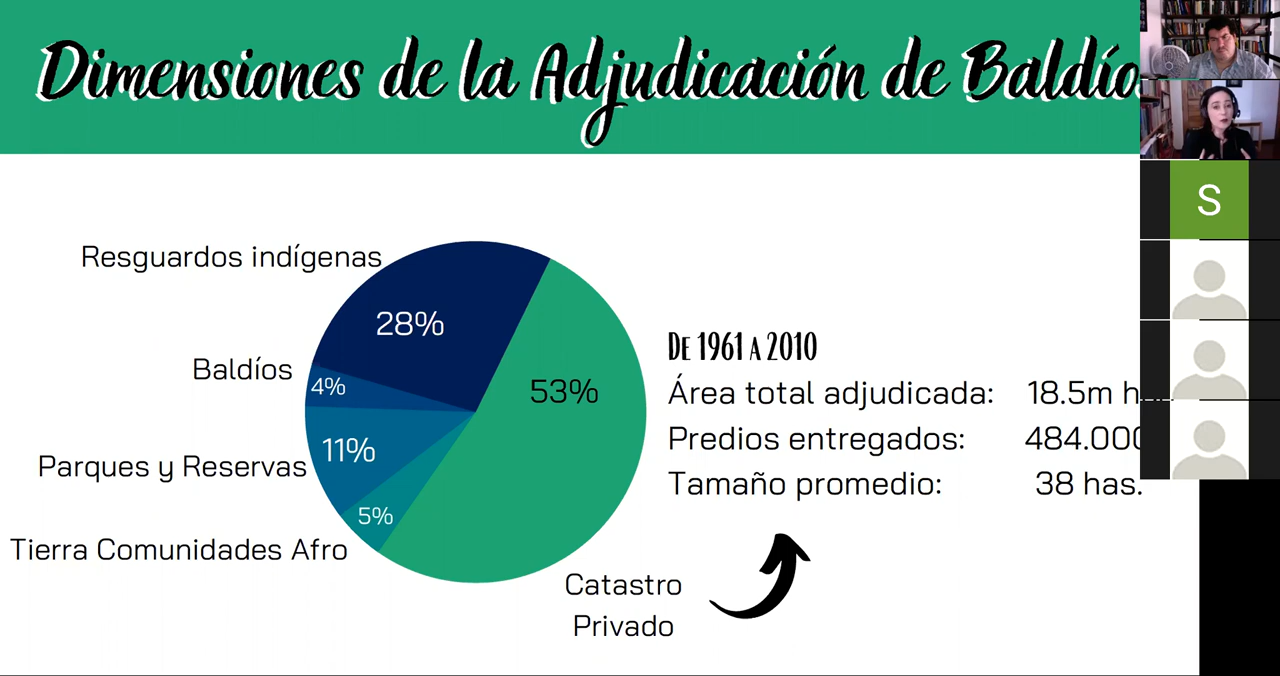 Dimensiones de la Adjudicación de Baldío
S
Resguardos indígenas
28%
53%
Baldíos
4%
11%
Parques y Reservas
5%
Tierra Comunidades Afro
DE 1961 A 2010
Área total adjudicada: 18.5m h
Predios entregados: 484.000
Tamaño promedio: 38 has.
Catastro
Privado